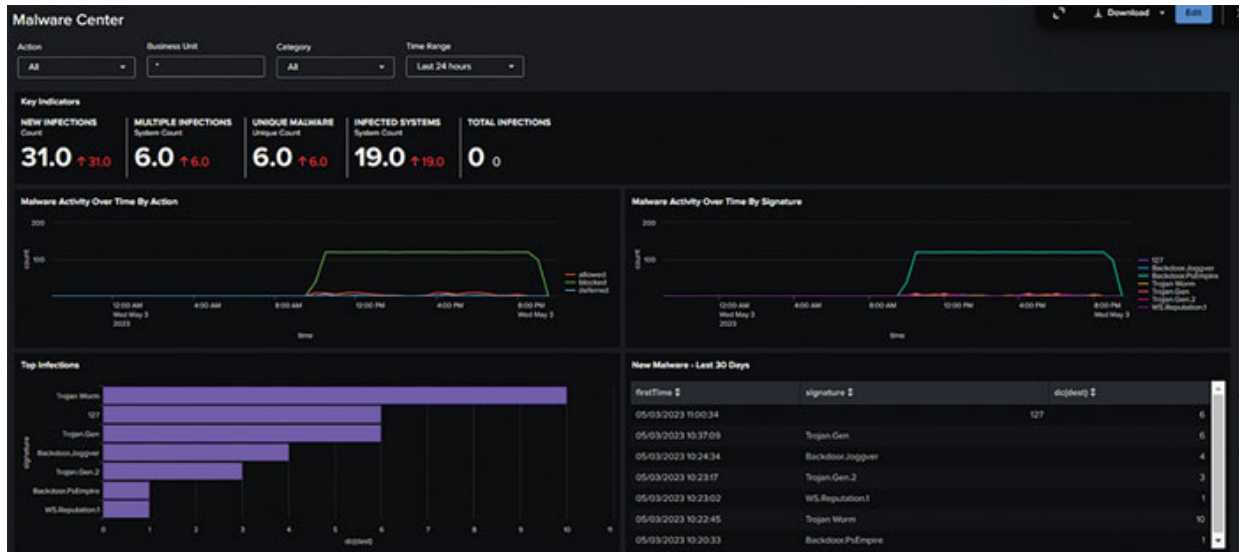 Malware Center
Download
Edit
Action Business Unit Category Time Range
All * All Last 24 hours
Key Indicators
NEW INFECTIONS MULTIPLE INFECTIONS UNIQUE MALWARE INFECTED SYSTEMS TOTAL INFECTIONS
Count System Count Unique Count System Count
31.0 ↑31.0 6.0 ↑6.0 6.0 ↑6.0 19.0 ↑19.0 0 0
Malware Activity Over Time By Action
200
100
count
allowed
blocked
deferred
12:00 AM 4:00 AM 8:00 AM 12:00 PM 4:00 PM 8:00 PM
Wed May 3 Wed May 3
2023
time
Malware Activity Over Time By Signature
200
100
count
127
Backdoor.Joggver
Backdoor.PsEmpire
Trojan Worm
Trojan.Gen
Trojan.Gen.2
WS.Reputation.1
12:00 AM 4:00 AM 8:00 AM 12:00 PM 4:00 PM 8:00 PM
Wed May 3 Wed May 3
2023
time
Top Infections
signature
Trojan Worm
127
Trojan.Gen
Backdoor.Joggver
Trojan.Gen.2
Backdoor.PsEmpire
WS.Reputation.1
0 1 2 3 4 5 6 7 8 9 10 11
dc(dest)
New Malware - Last 30 Days
firstTime signature dc(dest)
05/03/2023 11:00:34 127 6
05/03/2023 10:37:09 Trojan.Gen 6
05/03/2023 10:24:34 Backdoor.Joggver 4
05/03/2023 10:23:17 Trojan.Gen.2 3
05/03/2023 10:23:02 WS.Reputation.1 1
05/03/2023 10:22:45 Trojan Worm 10
05/03/2023 10:20:33 Backdoor.PsEmpire 1